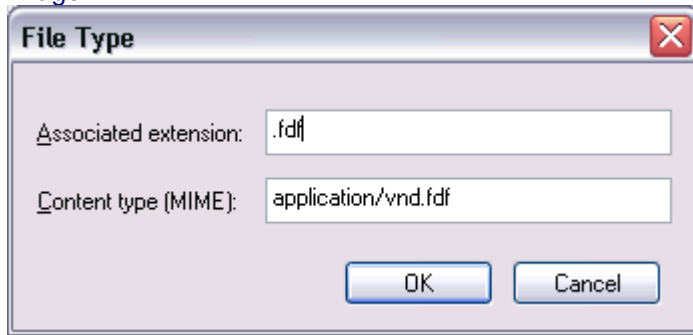 File Type
Associated extension: .fdf
Content type (MIME): application/vnd.fdf
OK Cancel